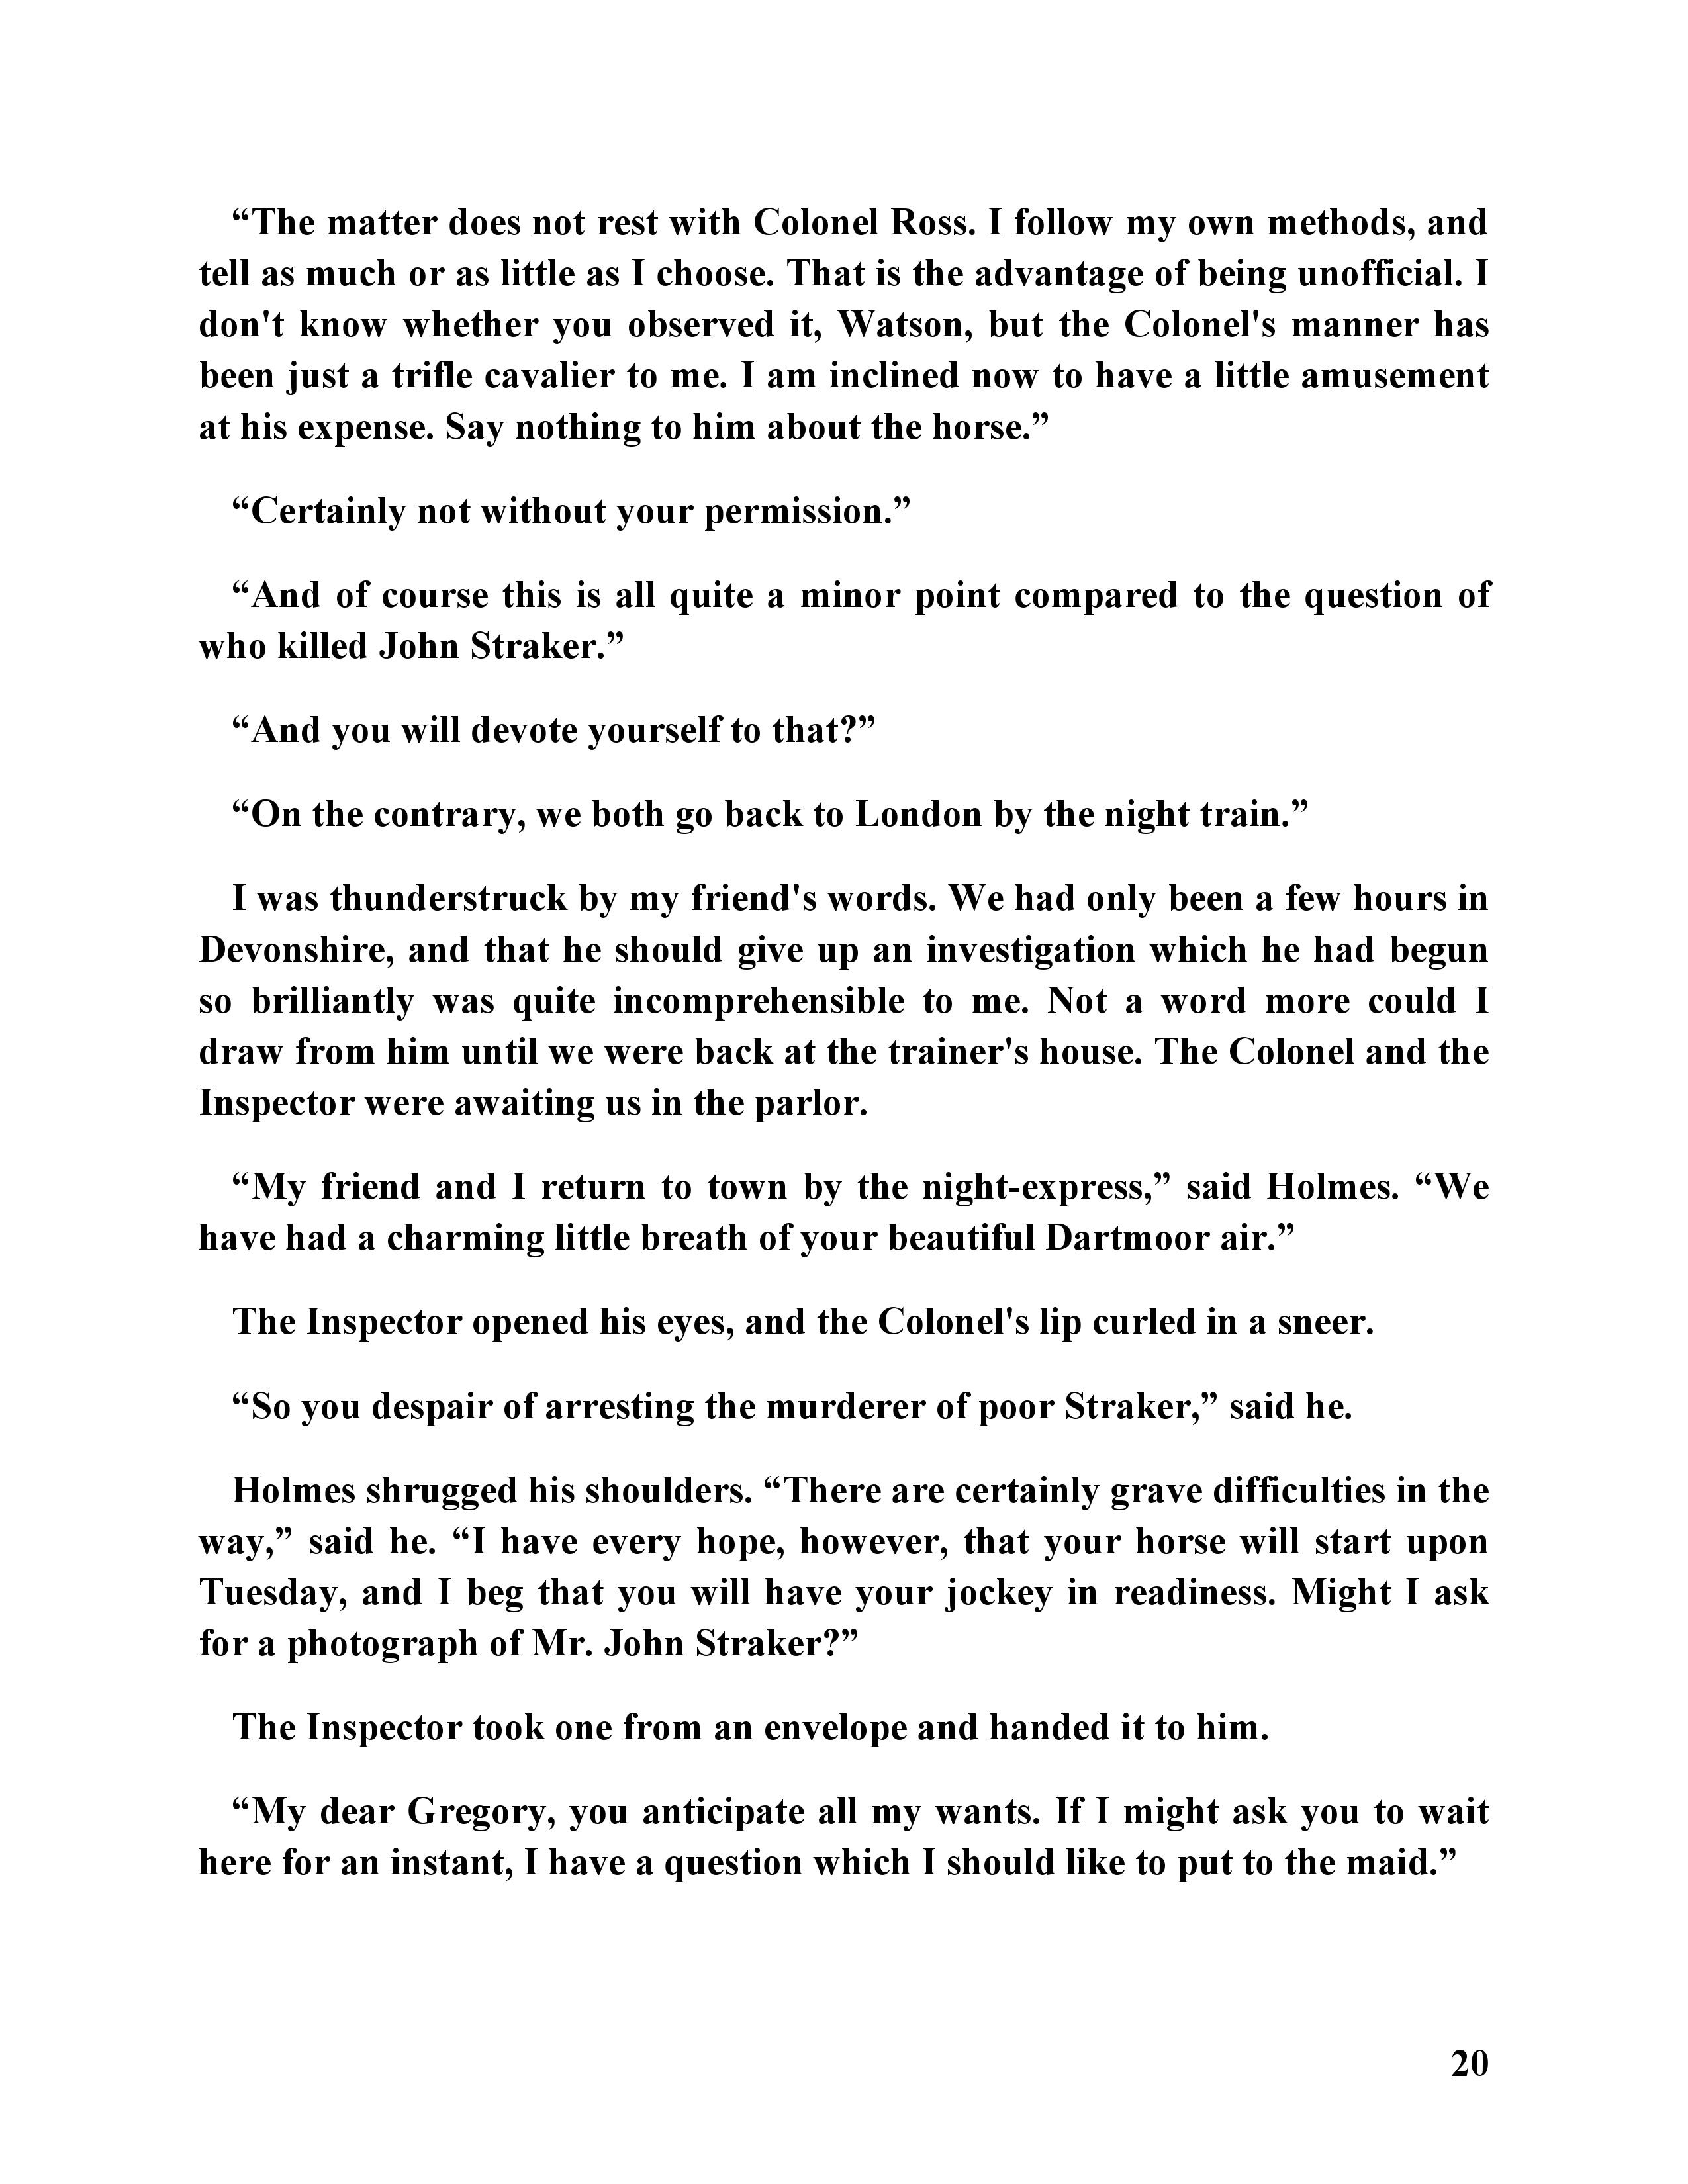 “The matter does not rest with Colonel Ross. I follow my own methods, and
tell as much or as little as I choose. That is the advantage of being unofficial. I
don't know whether you observed it, Watson, but the Colonel's manner has
been just a trifle cavalier to me. I am inclined now to have a little amusement
at his expense. Say nothing to him about the horse.”
“Certainly not without your permission.”
“And of course this is all quite a minor point compared to the question of
who killed John Straker.”
“And you will devote yourself to that?”
“On the contrary, we both go back to London by the night train.”
I was thunderstruck by my friend's words. We had only been a few hours in
Devonshire, and that he should give up an investigation which he had begun
so brilliantly was quite incomprehensible to me. Not a word more could I
draw from him until we were back at the trainer's house. The Colonel and the
Inspector were awaiting us in the parlor.
“My friend and I return to town by the night-express,” said Holmes. “We
have had a charming little breath of your beautiful Dartmoor air.”
The Inspector opened his eyes, and the Colonel's lip curled in a sneer.
“So you despair of arresting the murderer of poor Straker,” said he.
Holmes shrugged his shoulders. “There are certainly grave difficulties in the
way,” said he. “I have every hope, however, that your horse will start upon
Tuesday, and I beg that you will have your jockey in readiness. Might I ask
for a photograph of Mr. John Straker?”
The Inspector took one from an envelope and handed it to him.
“My dear Gregory, you anticipate all my wants. If I might ask you to wait
here for an instant, I have a question which I should like to put to the maid.”
20